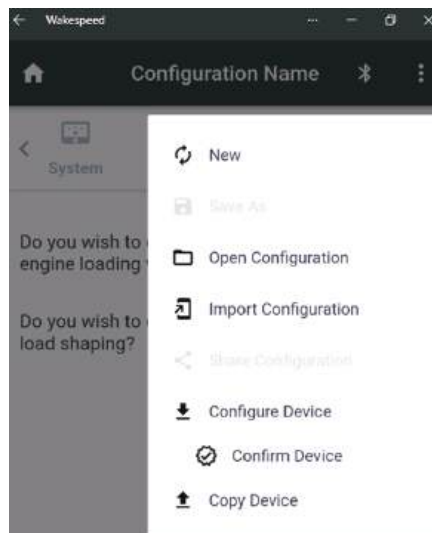 Wakespeed
Configuration Name
System
New
Save As
Do you wish to
engine loading
Open Configuration
Import Configuration
Do you wish to
load shaping?
Share Configuration
Configure Device
Confirm Device
Copy Device